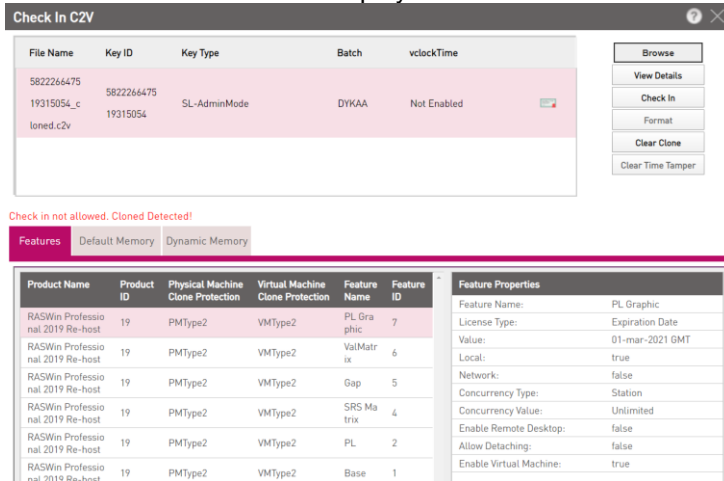 Check In C2V
File Name Key ID Key Type Batch vclockTime
5822266475
19315054_c
loned.c2v
5822266475
19315054
SL-AdminMode DYKAA Not Enabled
Browse
View Details
Check In
Format
Clear Clone
Clear Time Tamper
Check in not allowed. Cloned Detected!
Features Default Memory Dynamic Memory
Product Name
Product
ID
Physical Machine
Clone Protection
Virtual Machine
Clone Protection
Feature
Name
Feature
ID
RASWin Professio
nal 2019 Re-host
19 PMType2 VMType2
PL Gra
phic
7
RASWin Professio
nal 2019 Re-host
19 PMType2 VMType2
ValMatr
ix
6
RASWin Professio
nal 2019 Re-host
19 PMType2 VMType2 Gap 5
RASWin Professio
nal 2019 Re-host
19 PMType2 VMType2
SRS Ma
trix
4
RASWin Professio
nal 2019 Re-host
19 PMType2 VMType2 PL 2
RASWin Professio
nal 2019 Re-host
19 PMType2 VMType2 Base 1
Feature Properties
Feature Name: PL Graphic
License Type: Expiration Date
Value: 01-mar-2021 GMT
Local: true
Network: false
Concurrency Type: Station
Concurrency Value: Unlimited
Enable Remote Desktop: false
Allow Detaching: false
Enable Virtual Machine: true